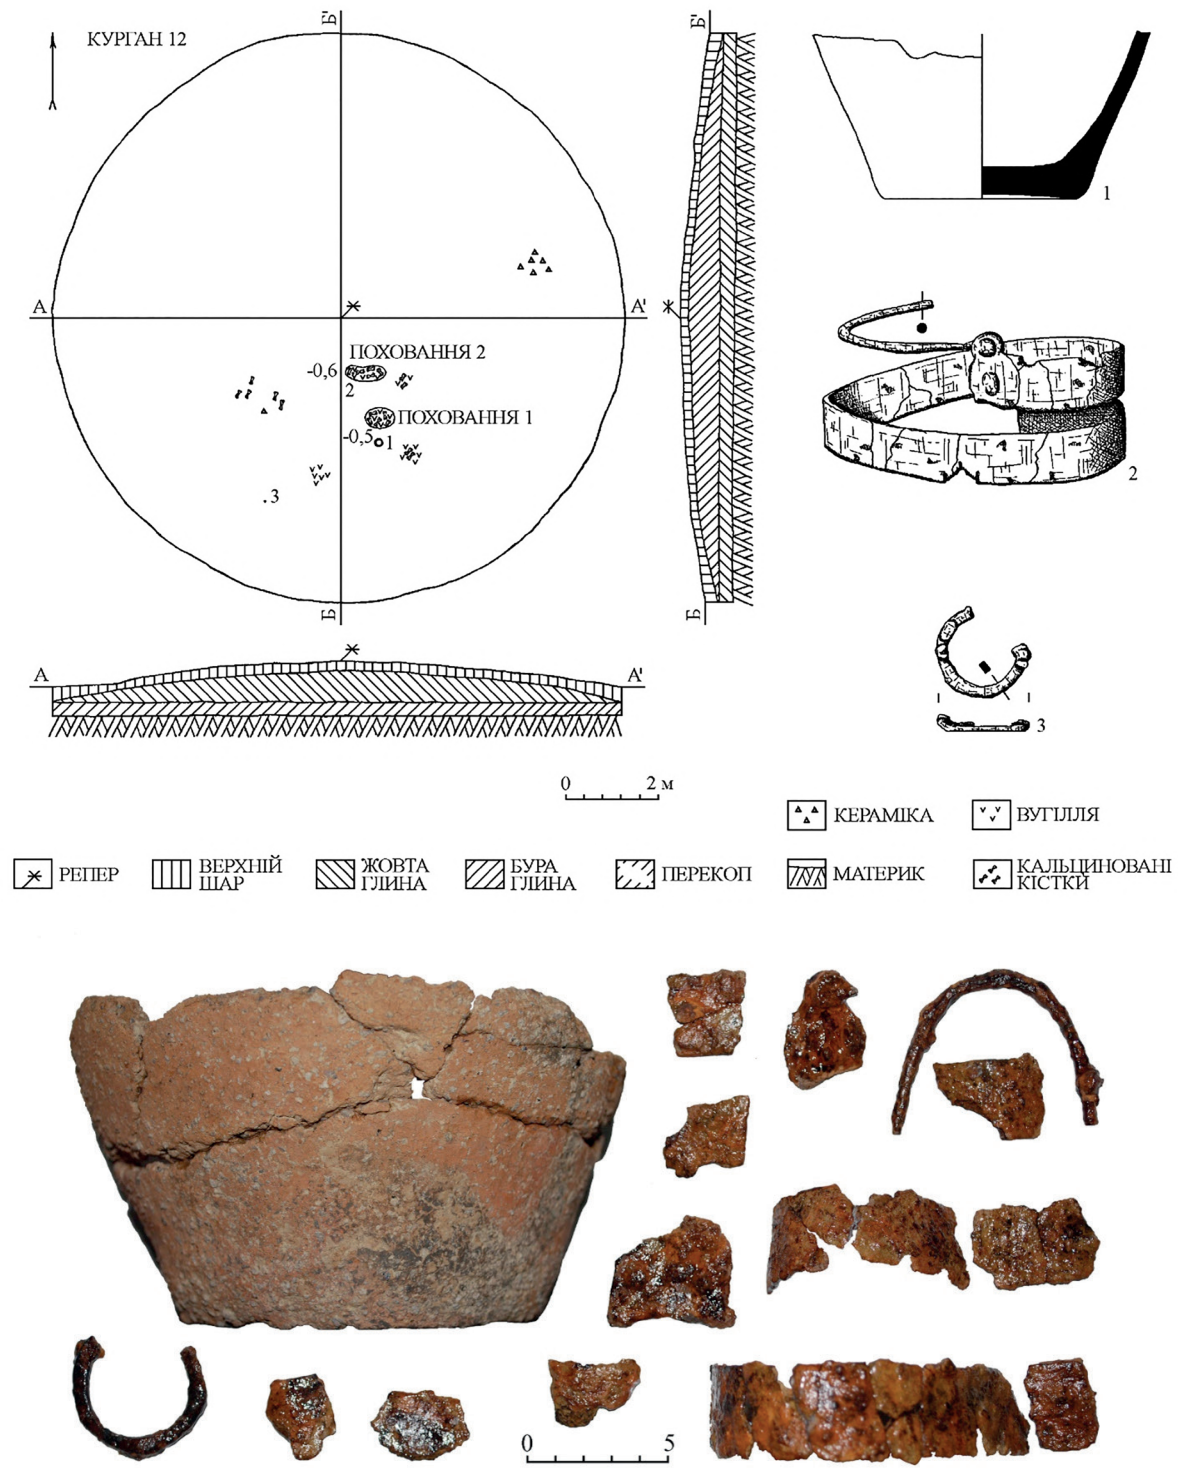 КУРГАН 12
Б'
А
А'
ПОХОВАННЯ 2
-0,6
2
ПОХОВАННЯ 1
-0,5
1
3
Б
Б'
Б
А
А'
1
2
3
0 2 м
КЕРАМІКА
ВУГІЛЛЯ
РЕПЕР
ВЕРХНІЙ
ШАР
ЖОВТА
ГЛИНА
БУРА
ГЛИНА
ПЕРЕКОП
МАТЕРИК
КАЛЬЦИНОВАНІ
КІСТКИ
0 5